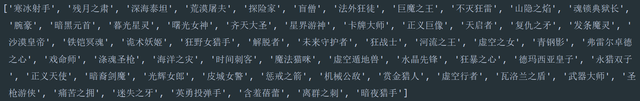 ['寒冰射手', '残月之肃', '深海泰坦', '荒漠屠夫', '探险家', '盲僧', '法外狂徒', '巨魔之王', '不灭狂雷', '山隐之焰', '魂锁典狱长',
'腕豪', '暗黑元首', '暮光星灵', '曙光女神', '齐天大圣', '星界游神', '卡牌大师', '正义巨像', '天启者', '复仇之矛', '发条魔灵',
'沙漠皇帝', '铁铠冥魂', '诡术妖姬', '狂野女猎手', '解脱者', '未来守护者', '狂战士', '河流之王', '虚空之女', '青钢影', '弗雷尔卓德
之心', '戏命师', '涤魂圣枪', '海洋之灾', '时间刺客', '魔法猫咪', '虚空遁地兽', '水晶先锋', '狂暴之心', '德玛西亚皇子', '永猎双子
', '正义天使', '暗裔剑魔', '光辉女郎', '皮城女警', '惩戒之箭', '机械公敌', '赏金猎人', '虚空行者', '瓦洛兰之盾', '武器大师', '圣
枪游侠', '痛苦之拥', '迷失之牙', '英勇投弹手', '含羞蓓蕾', '离群之刺', '暗夜猎手']